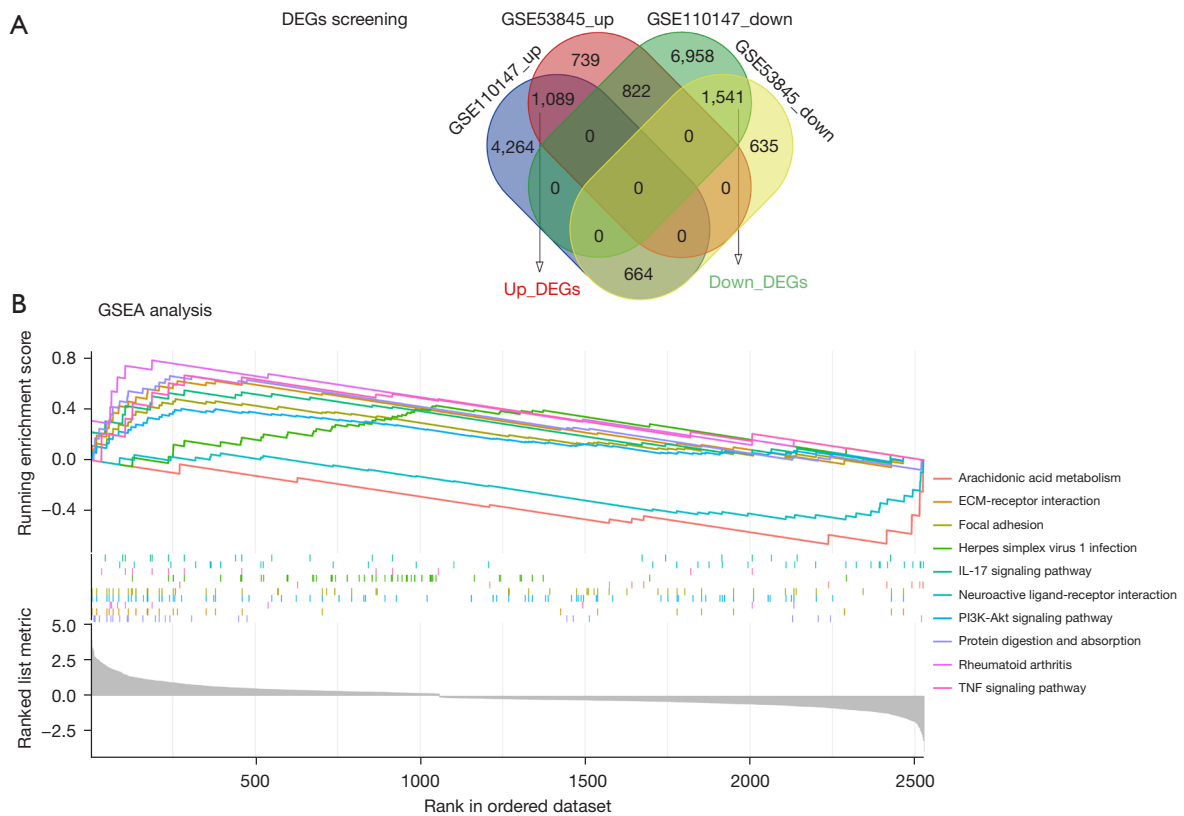 A
DEGs screening
GSE53845_up
GSE110147_down
GSE110147_up
GSE53845_down
739
6,958
1,089
822
1,541
4,264
0
0
635
0
0
0
0
0
664
Up_DEGs
Down_DEGs
B
GSEA analysis
Running enrichment score
0.8
0.4
0.0
−0.4
Arachidonic acid metabolism
ECM-receptor interaction
Focal adhesion
Herpes simplex virus 1 infection
IL-17 signaling pathway
Neuroactive ligand-receptor interaction
PI3K-Akt signaling pathway
Protein digestion and absorption
Rheumatoid arthritis
TNF signaling pathway
Ranked list metric
5.0
2.5
0.0
−2.5
500
1000
1500
2000
2500
Rank in ordered dataset